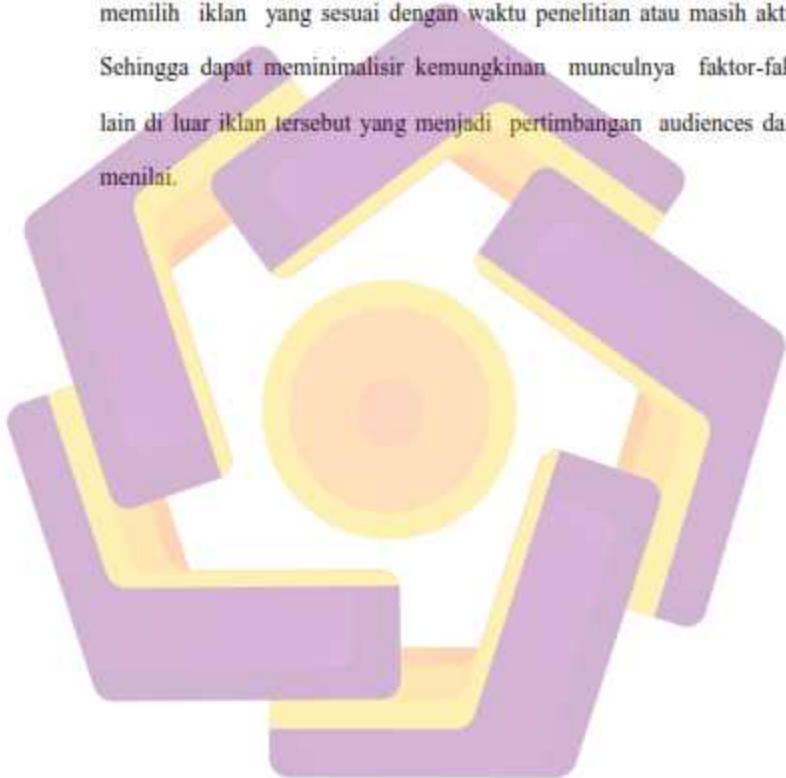 memilih iklan yang sesuai dengan waktu penelitian atau masih akt
Sehingga dapat meminimalisir kemungkinan munculnya faktor-fak
lain di luar iklan tersebut yang menjadi pertimbangan audiences da
menilai.